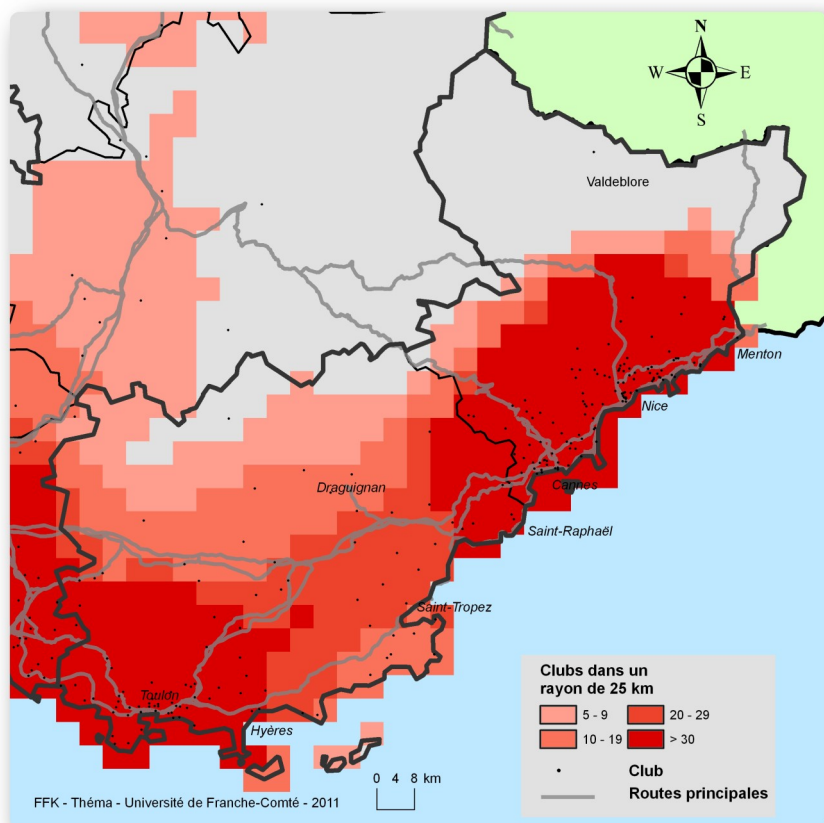 N
W E
S
Valdeblore
Menton
Nice
Draguignan
Cannes
Saint-Raphaël
Saint-Tropez
Toulon
Hyères
Clubs dans un
rayon de 25 km
5 - 9
20 - 29
10 - 19
> 30
Club
Routes principales
0 4 8 km
FFK - Théma - Université de Franche-Comté - 2011